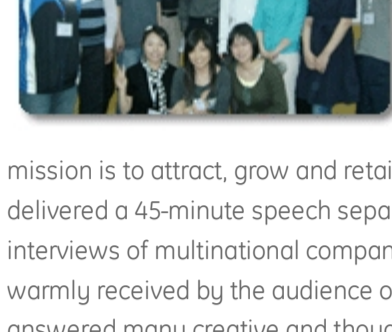 mission is to attract, grow and retai
delivered a 45-minute speech sepa
interviews of multinational compan
warmly received by the audience o
answered many creative and thoug